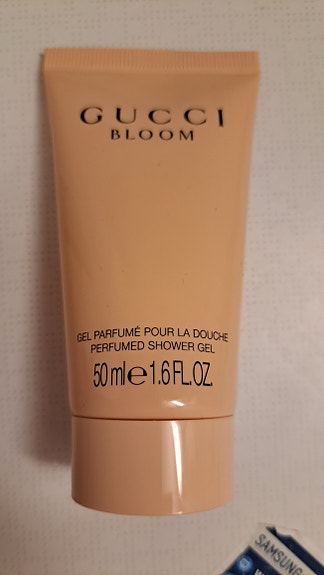 GUCCI
BLOOM
GEL PARFUMÉ POUR LA DOUCHE
PERFUMED SHOWER GEL
50 ml e 1.6 FL.OZ.
SAMSUNG